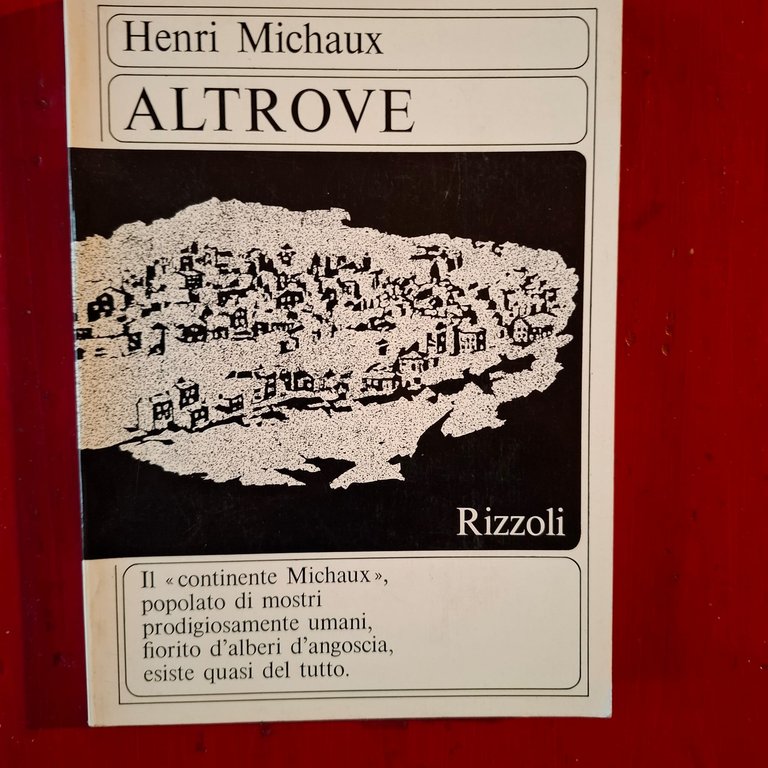 Henri Michaux
ALTROVE
Rizzoli
Il «continente Michaux»,
popolato di mostri
prodigiosamente umani,
fiorito d'alberi d'angoscia,
esiste quasi del tutto.